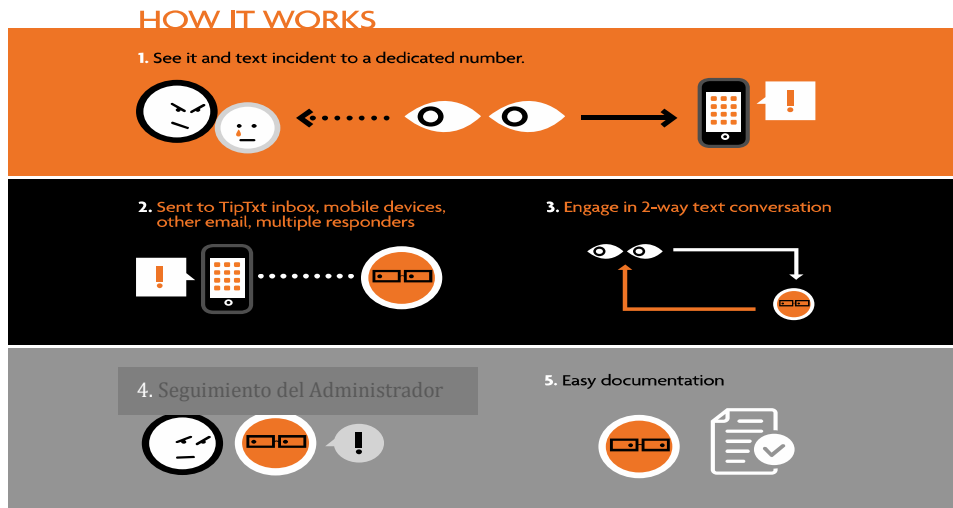 HOW IT WORKS
1. See it and text incident to a dedicated number.
2. Sent to TipTxt inbox, mobile devices,
other email, multiple responders
3. Engage in 2-way text conversation
4. Seguimiento del Administrador
5. Easy documentation